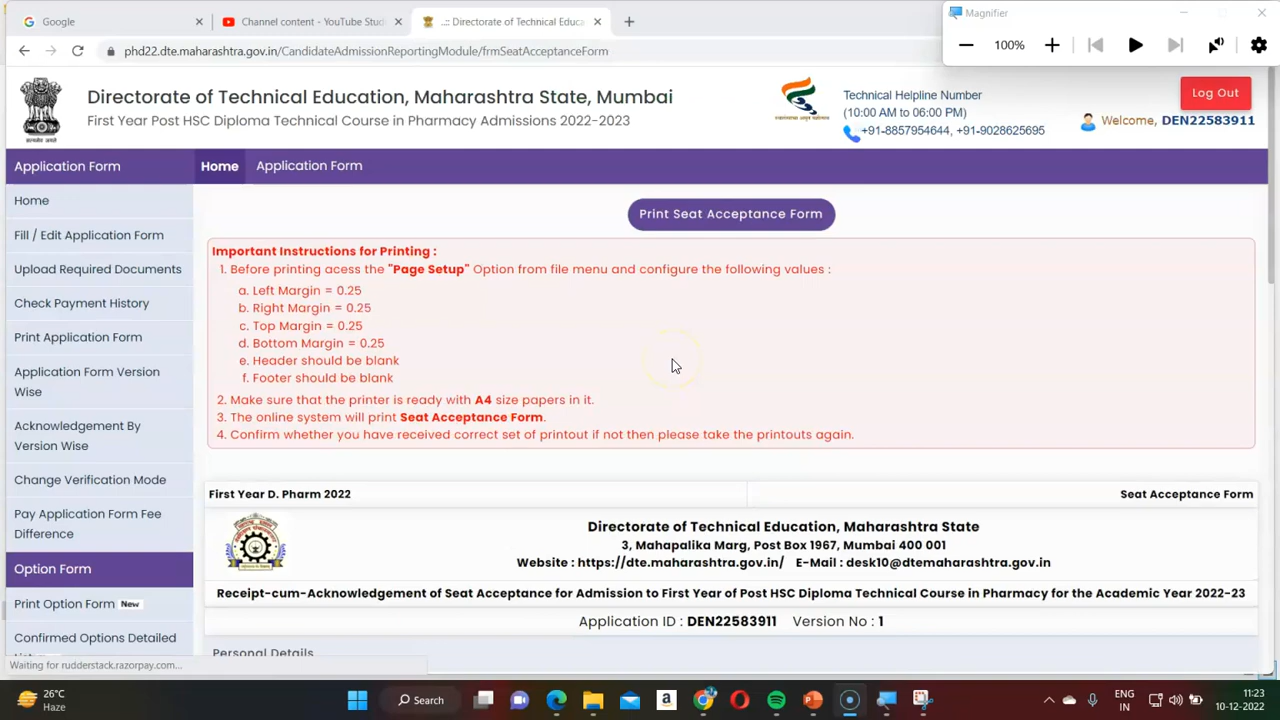 Google
Channel content - YouTube Stud
..:: Directorate of Technical Educa
Magnifier
phd22.dte.maharashtra.gov.in/CandidateAdmissionReportingModule/frmSeatAcceptanceForm
100%
Directorate of Technical Education, Maharashtra State, Mumbai
First Year Post HSC Diploma Technical Course in Pharmacy Admissions 2022-2023
Technical Helpline Number
(10:00 AM to 06:00 PM)
+91-8857954644, +91-9028625695
Log Out
Welcome, DEN22583911
Application Form
Home
Application Form
Home
Fill / Edit Application Form
Upload Required Documents
Check Payment History
Print Application Form
Application Form Version
Wise
Acknowledgement By
Version Wise
Change Verification Mode
Pay Application Form Fee
Difference
Option Form
Print Option Form New
Confirmed Options Detailed
Print Seat Acceptance Form
Important Instructions for Printing :
1. Before printing acess the "Page Setup" Option from file menu and configure the following values :
a. Left Margin = 0.25
b. Right Margin = 0.25
c. Top Margin = 0.25
d. Bottom Margin = 0.25
e. Header should be blank
f. Footer should be blank
2. Make sure that the printer is ready with A4 size papers in it.
3. The online system will print Seat Acceptance Form.
4. Confirm whether you have received correct set of printout if not then please take the printouts again.
First Year D. Pharm 2022
Seat Acceptance Form
Directorate of Technical Education, Maharashtra State
3, Mahapalika Marg, Post Box 1967, Mumbai 400 001
Website : https://dte.maharashtra.gov.in/ E-Mail : desk10@dtemaharashtra.gov.in
Receipt-cum-Acknowledgement of Seat Acceptance for Admission to First Year of Post HSC Diploma Technical Course in Pharmacy for the Academic Year 2022-23
Application ID : DEN22583911 Version No : 1
Personal Details
Waiting for rudderstack.razorpay.com...
26°C
Haze
Search
ENG
IN
11:23
10-12-2022